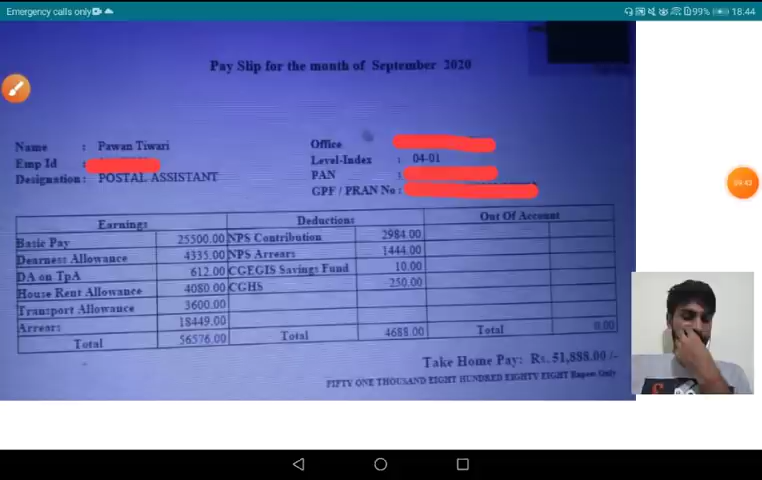 Emergency calls only 99% 18:44
Pay Slip for the month of September 2020
Name : Pawan Tiwari
Office
Emp Id :
Level-Index : 04-01
Designation : POSTAL ASSISTANT
PAN :
GPF / PRAN No :
09:43
Earnings Deductions Out Of Account
Basic Pay 25500.00 NPS Contribution 2984.00
Dearness Allowance 4335.00 NPS Arrears 1444.00
DA on TpA 612.00 CGEGIS Savings Fund 10.00
House Rent Allowance 4080.00 CGHS 250.00
Transport Allowance 3600.00
Arrears 18449.00
Total 56576.00 Total 4688.00 Total 0.00
Take Home Pay: Rs. 51,888.00 /-
FIFTY ONE THOUSAND EIGHT HUNDRED EIGHTY EIGHT Rupees Only